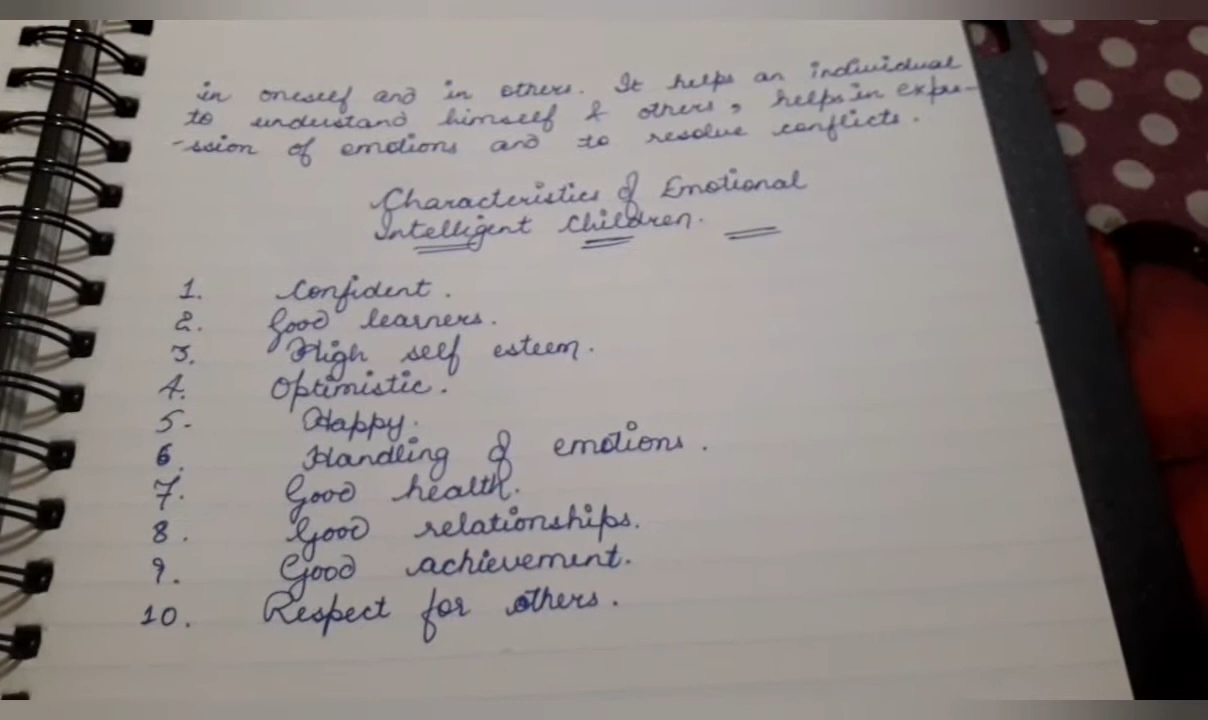 in oneself and in others. It helps an individual
to understand himself & others, helps in expre-
-ssion of emotions and to resolve conflicts.
Characteristics of Emotional
Intelligent Children.
1. Confident.
2. Good learners.
3. High self esteem.
4. Optimistic.
5- Happy.
6. Handling of emotions.
7. Good health.
8. Good relationships.
9. Good achievement.
10. Respect for others.